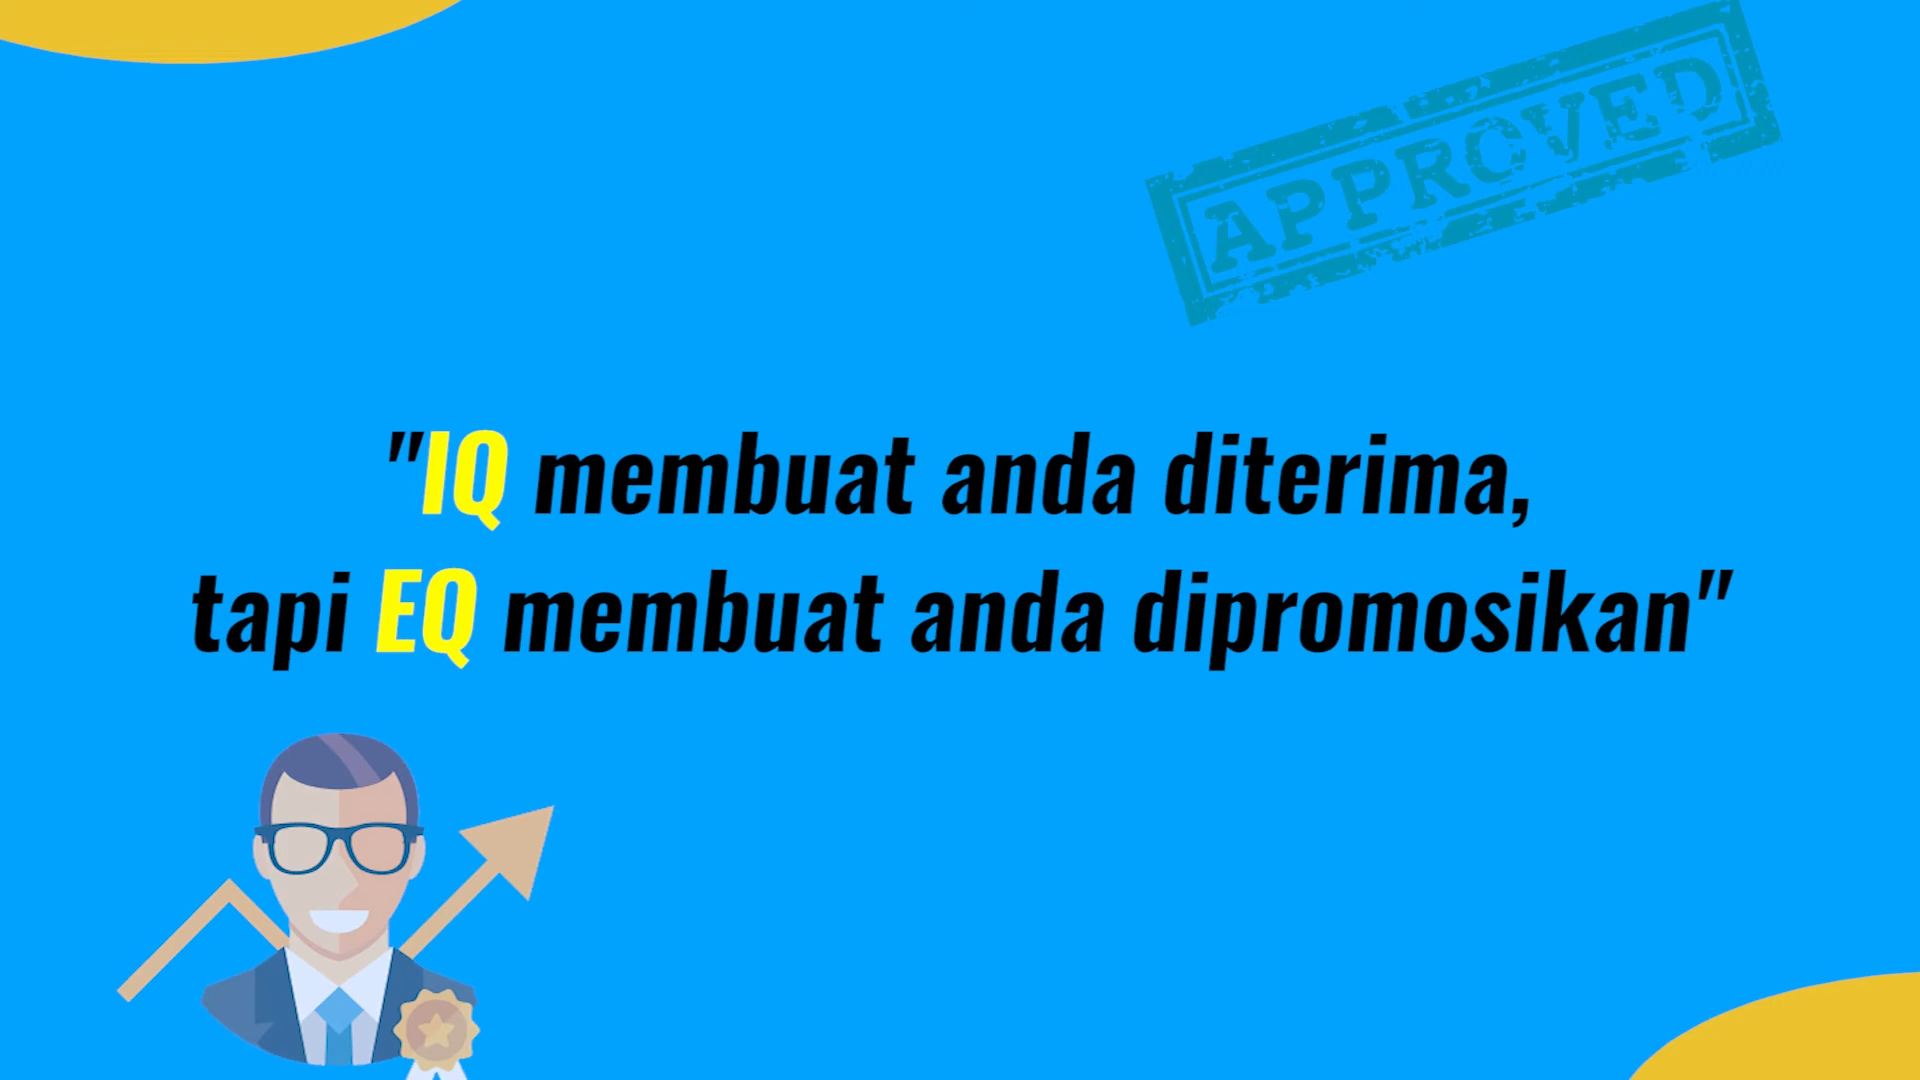 APPROVED
"IQ membuat anda diterima,
tapi EQ membuat anda dipromosikan"